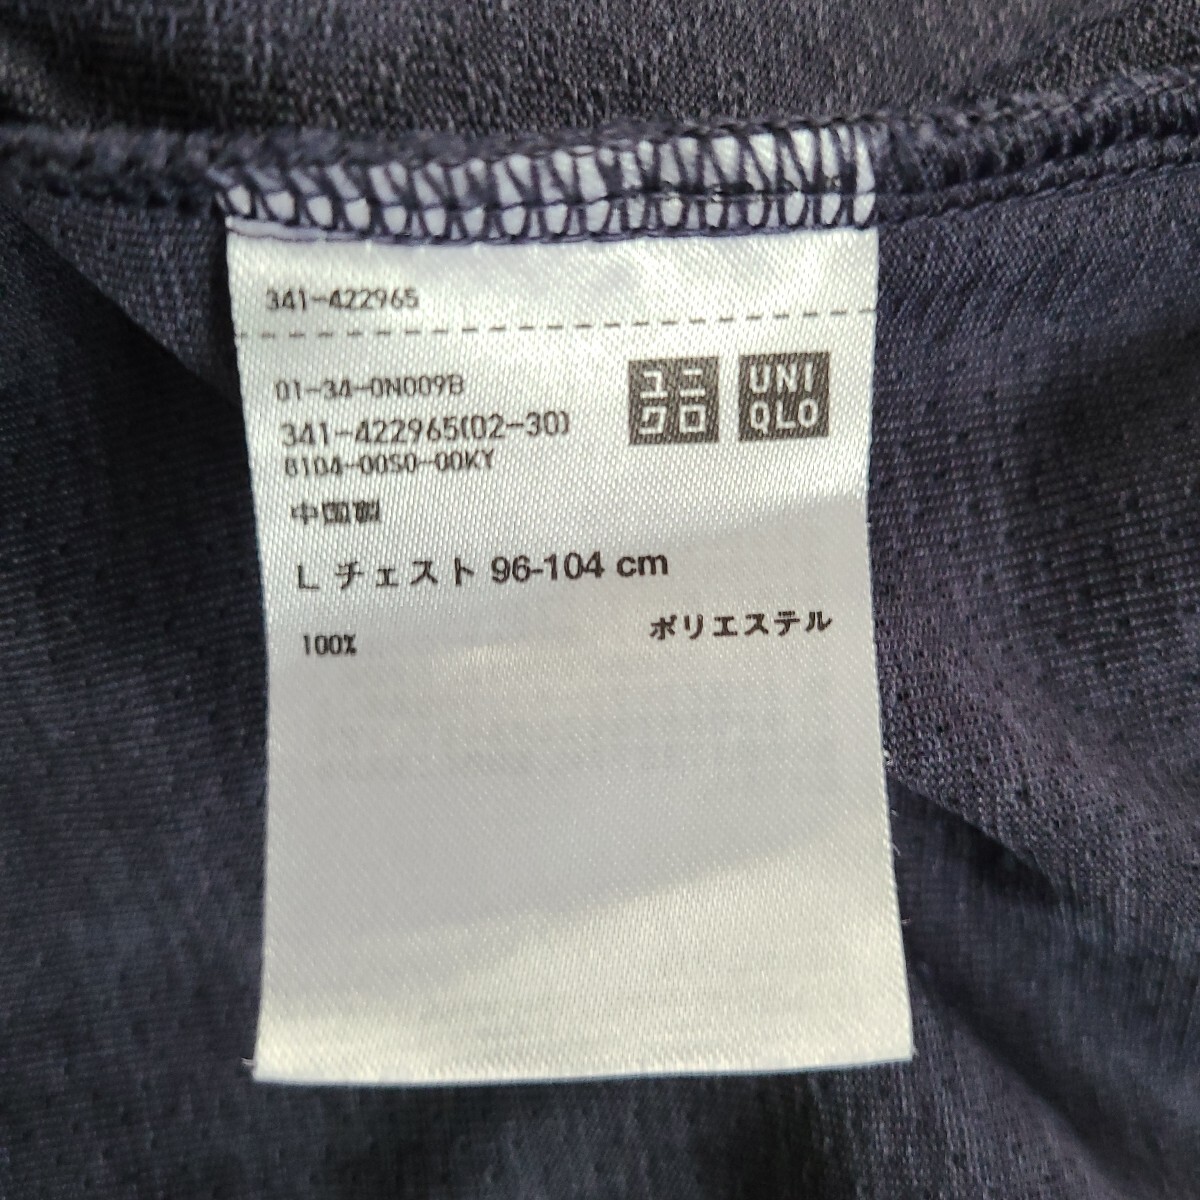 341-422965
01-34-0N009B
341-422965(02-30)
8104-00S0-00KY
中国製
ユニ
クロ
UNI
QLO
L チェスト 96-104 cm
100% ポリエステル